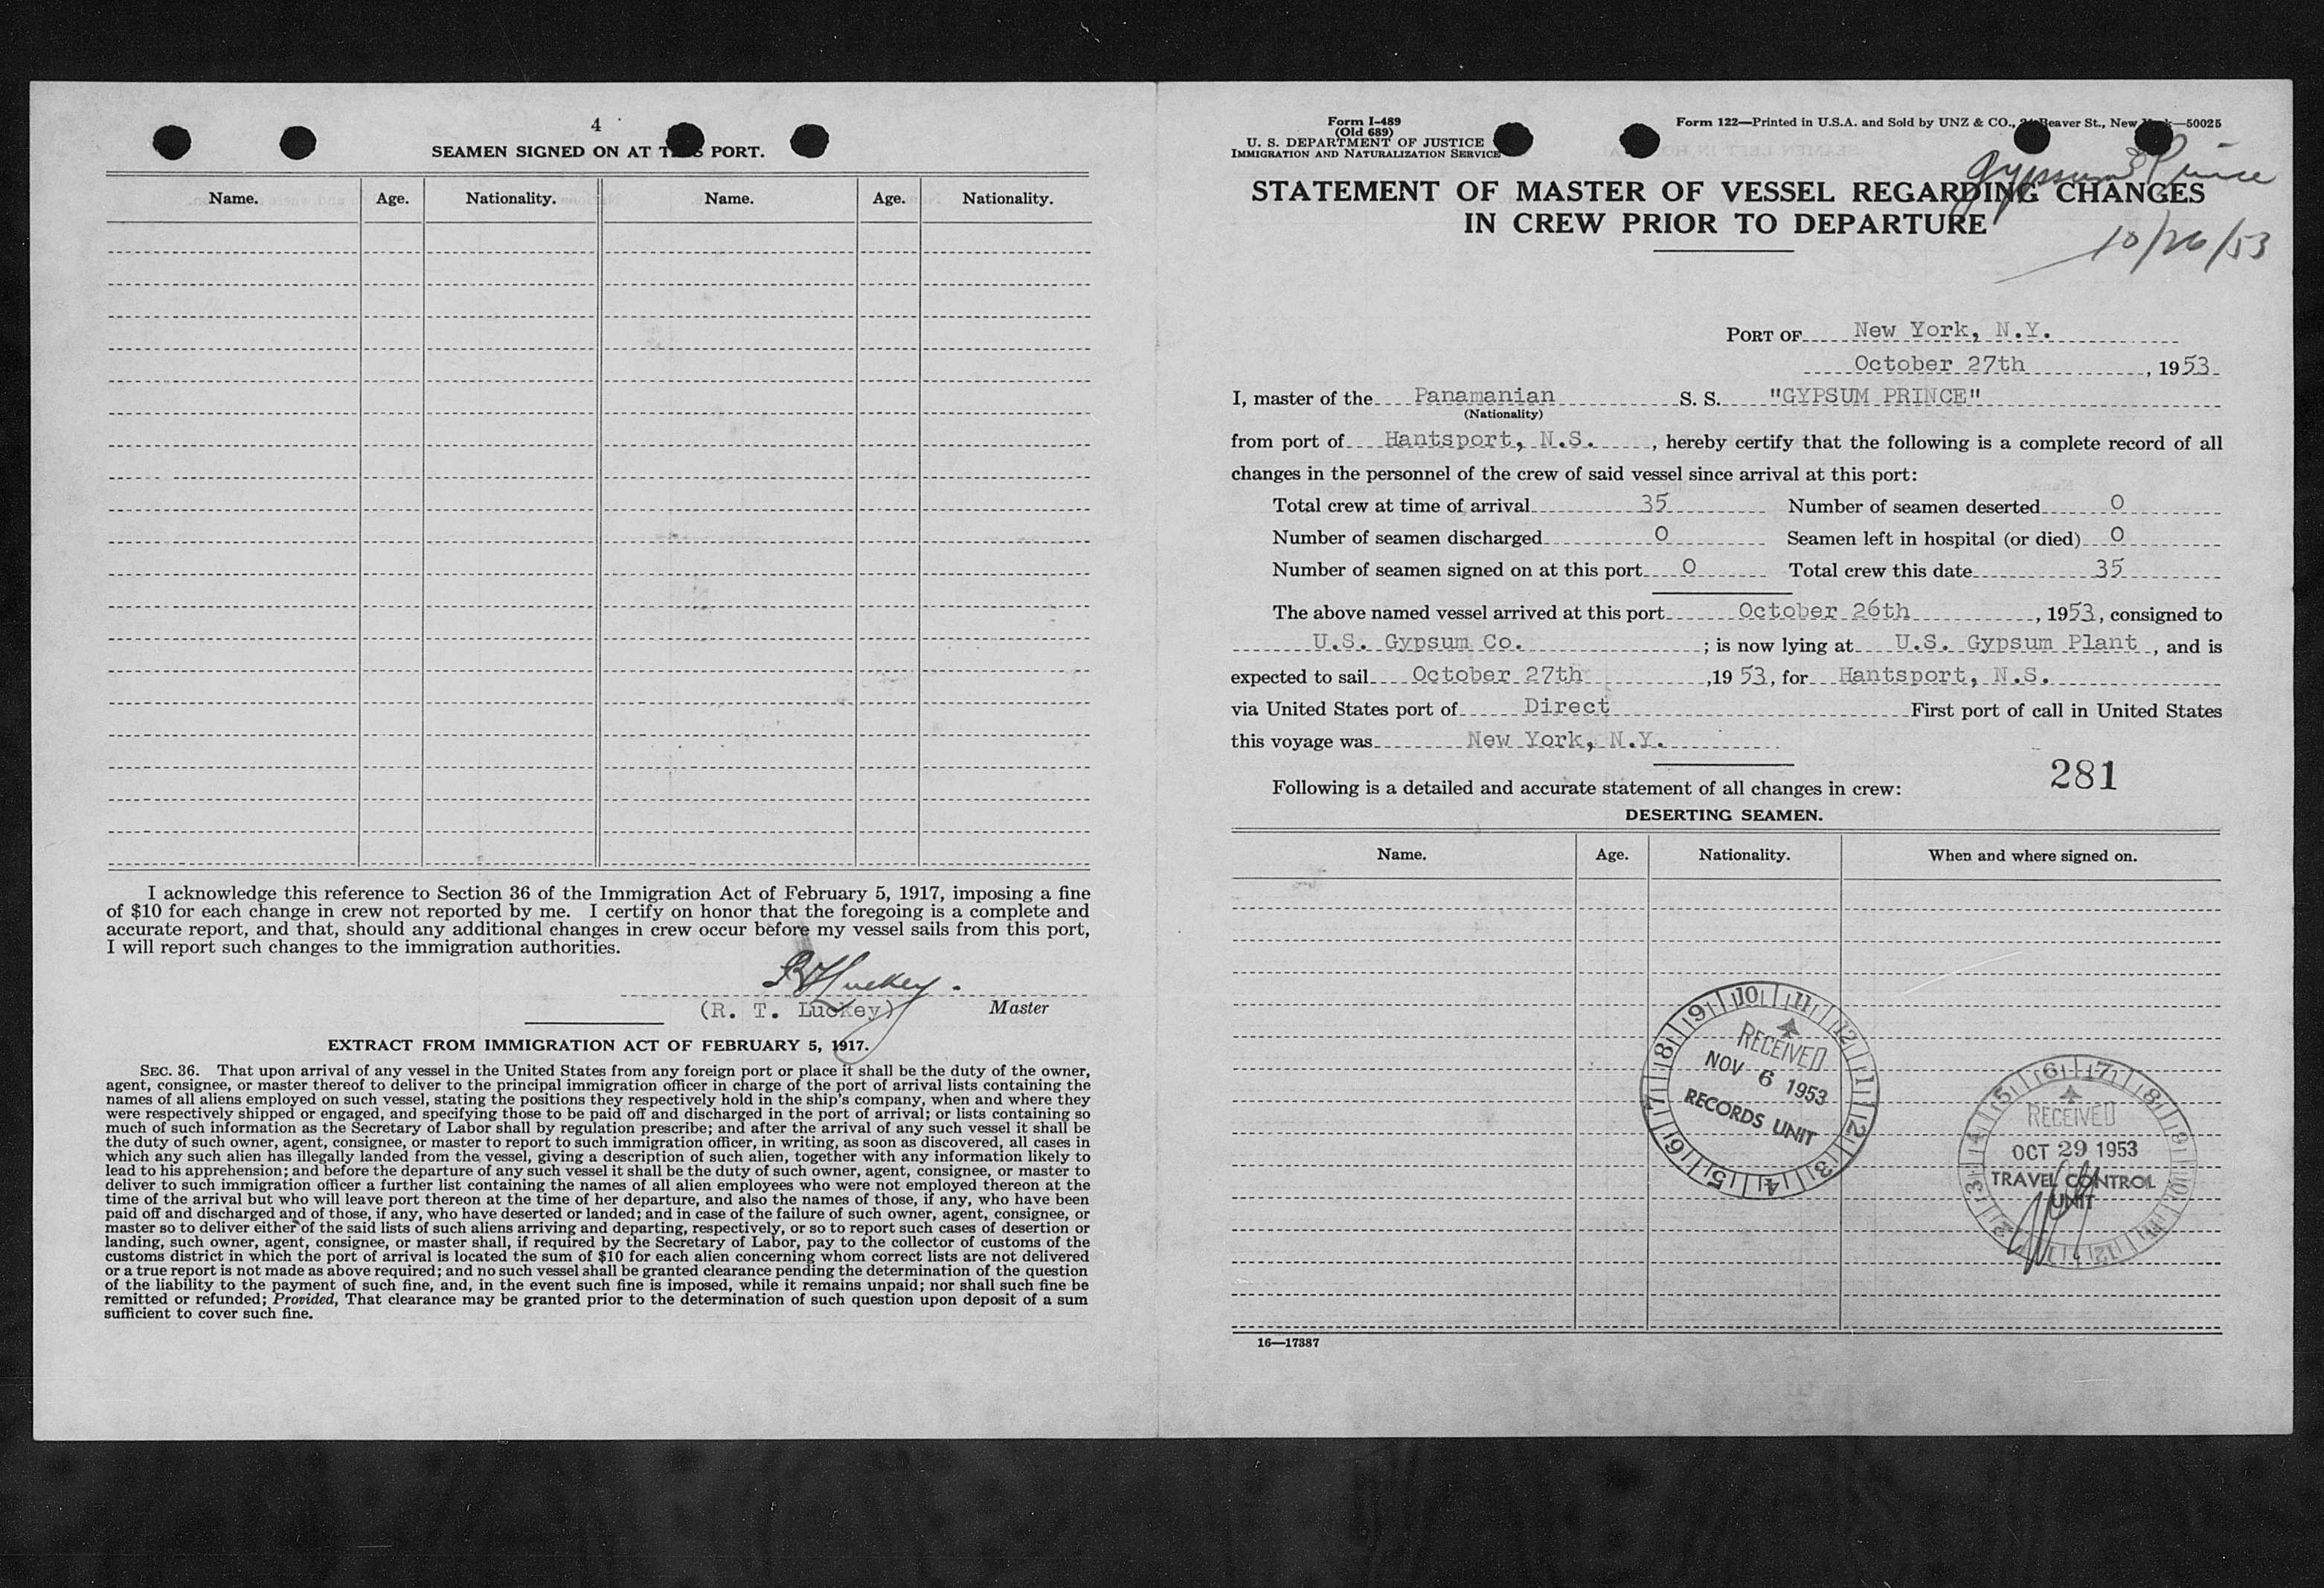 4
SEAMEN SIGNED ON AT THIS PORT.
Name. Age. Nationality. Name. Age. Nationality.
I acknowledge this reference to Section 36 of the Immigration Act of February 5, 1917, imposing a fine
of $10 for each change in crew not reported by me. I certify on honor that the foregoing is a complete and
accurate report, and that, should any additional changes in crew occur before my vessel sails from this port,
I will report such changes to the immigration authorities.
R T Luckey.
(R. T. Luckey) Master
EXTRACT FROM IMMIGRATION ACT OF FEBRUARY 5, 1917.
SEC. 36. That upon arrival of any vessel in the United States from any foreign port or place it shall be the duty of the owner,
agent, consignee, or master thereof to deliver to the principal immigration officer in charge of the port of arrival lists containing the
names of all aliens employed on such vessel, stating the positions they respectively hold in the ship's company, when and where they
were respectively shipped or engaged, and specifying those to be paid off and discharged in the port of arrival; or lists containing so
much of such information as the Secretary of Labor shall by regulation prescribe; and after the arrival of any such vessel it shall be
the duty of such owner, agent, consignee, or master to report to such immigration officer, in writing, as soon as discovered, all cases in
which any such alien has illegally landed from the vessel, giving a description of such alien, together with any information likely to
lead to his apprehension; and before the departure of any such vessel it shall be the duty of such owner, agent, consignee, or master to
deliver to such immigration officer a further list containing the names of all alien employees who were not employed thereon at the
time of the arrival but who will leave port thereon at the time of her departure, and also the names of those, if any, who have been
paid off and discharged and of those, if any, who have deserted or landed; and in case of the failure of such owner, agent, consignee, or
master so to deliver either of the said lists of such aliens arriving and departing, respectively, or so to report such cases of desertion or
landing, such owner, agent, consignee, or master shall, if required by the Secretary of Labor, pay to the collector of customs of the
customs district in which the port of arrival is located the sum of $10 for each alien concerning whom correct lists are not delivered
or a true report is not made as above required; and no such vessel shall be granted clearance pending the determination of the question
of the liability to the payment of such fine, and, in the event such fine is imposed, while it remains unpaid; nor shall such fine be
remitted or refunded; Provided, That clearance may be granted prior to the determination of such question upon deposit of a sum
sufficient to cover such fine.
Form I-489
(Old 689)
U. S. DEPARTMENT OF JUSTICE
IMMIGRATION AND NATURALIZATION SERVICE
Form 122—Printed in U.S.A. and Sold by UNZ & CO., Beaver St., New York—50025
Gypsum Prince
STATEMENT OF MASTER OF VESSEL REGARDING CHANGES
IN CREW PRIOR TO DEPARTURE
10/26/53
PORT OF New York, N.Y.
October 27th, 1953
I, master of the Panamanian S. S. "GYPSUM PRINCE"
(Nationality)
from port of Hantsport, N.S., hereby certify that the following is a complete record of all
changes in the personnel of the crew of said vessel since arrival at this port:
Total crew at time of arrival 35 Number of seamen deserted 0
Number of seamen discharged 0 Seamen left in hospital (or died) 0
Number of seamen signed on at this port 0 Total crew this date 35
The above named vessel arrived at this port October 26th, 1953, consigned to
U.S. Gypsum Co.; is now lying at U.S. Gypsum Plant, and is
expected to sail October 27th, 1953, for Hantsport, N.S.
via United States port of Direct First port of call in United States
this voyage was New York, N.Y.
281
Following is a detailed and accurate statement of all changes in crew:
DESERTING SEAMEN.
Name. Age. Nationality. When and where signed on.
9 10 11 12 1 2 3 4 5 6 7 8
RECEIVED
NOV 6 1953
RECORDS UNIT
5 6 7 8 9 10 11 12 1 2 3 4
RECEIVED
OCT 29 1953
TRAVEL CONTROL
UNIT
16—17387